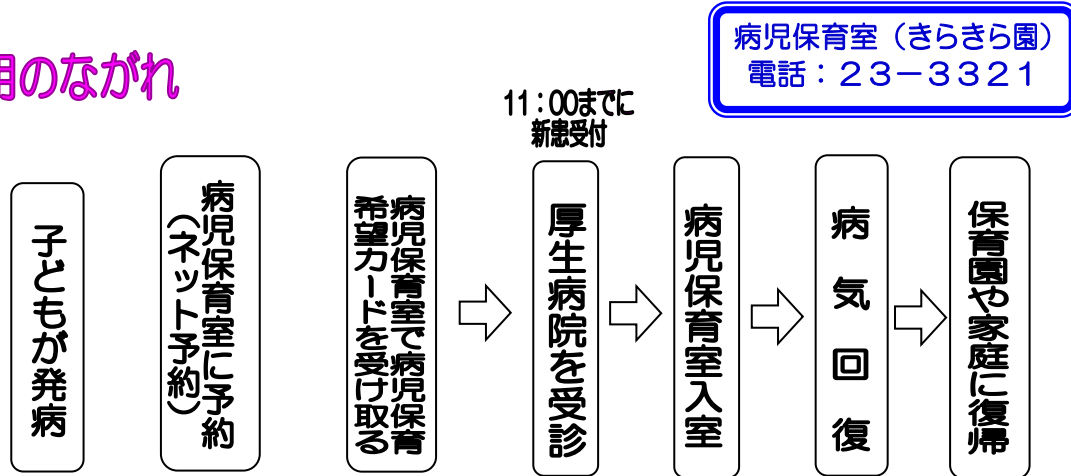 用のながれ
病児保育室（きらきら園）
電話：２３－３３２１
11：00までに
新患受付
子どもが発病
病児保育室に予約
（ネット予約）
病児保育室で病児保育
希望カードを受け取る
厚生病院を受診
病児保育室入室
病気回復
保育園や家庭に復帰